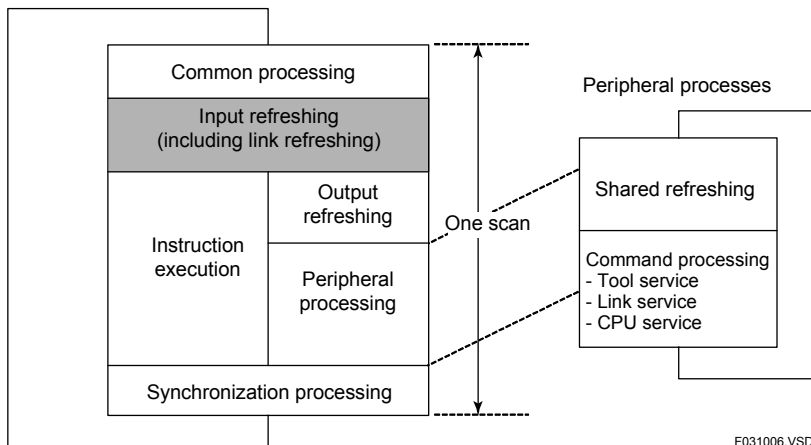 Common processing
Input refreshing
(including link refreshing)
Output
refreshing
Instruction
execution
Peripheral
processing
Synchronization processing
One scan
Peripheral processes
Shared refreshing
Command processing
- Tool service
- Link service
- CPU service
F031006.VSD